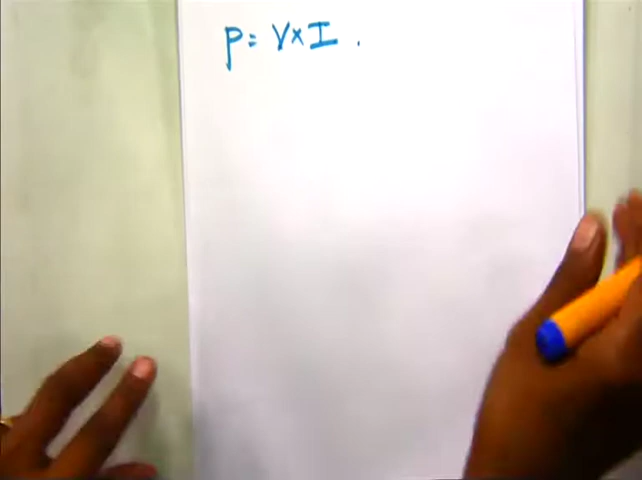 P = V × I .